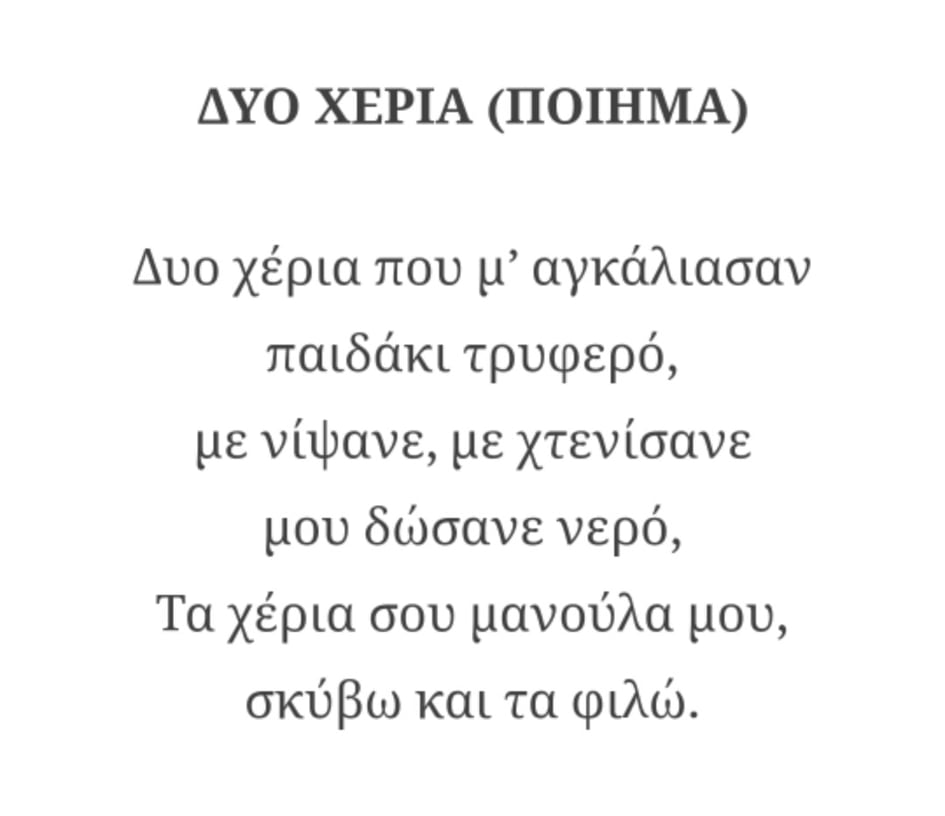 ΔΥΟ ΧΕΡΙΑ (ΠΟΙΗΜΑ)
Δυο χέρια που μ’ αγκάλιασαν
παιδάκι τρυφερό,
με νίψανε, με χτενίσανε
μου δώσανε νερό,
Τα χέρια σου μανούλα μου,
σκύβω και τα φιλώ.